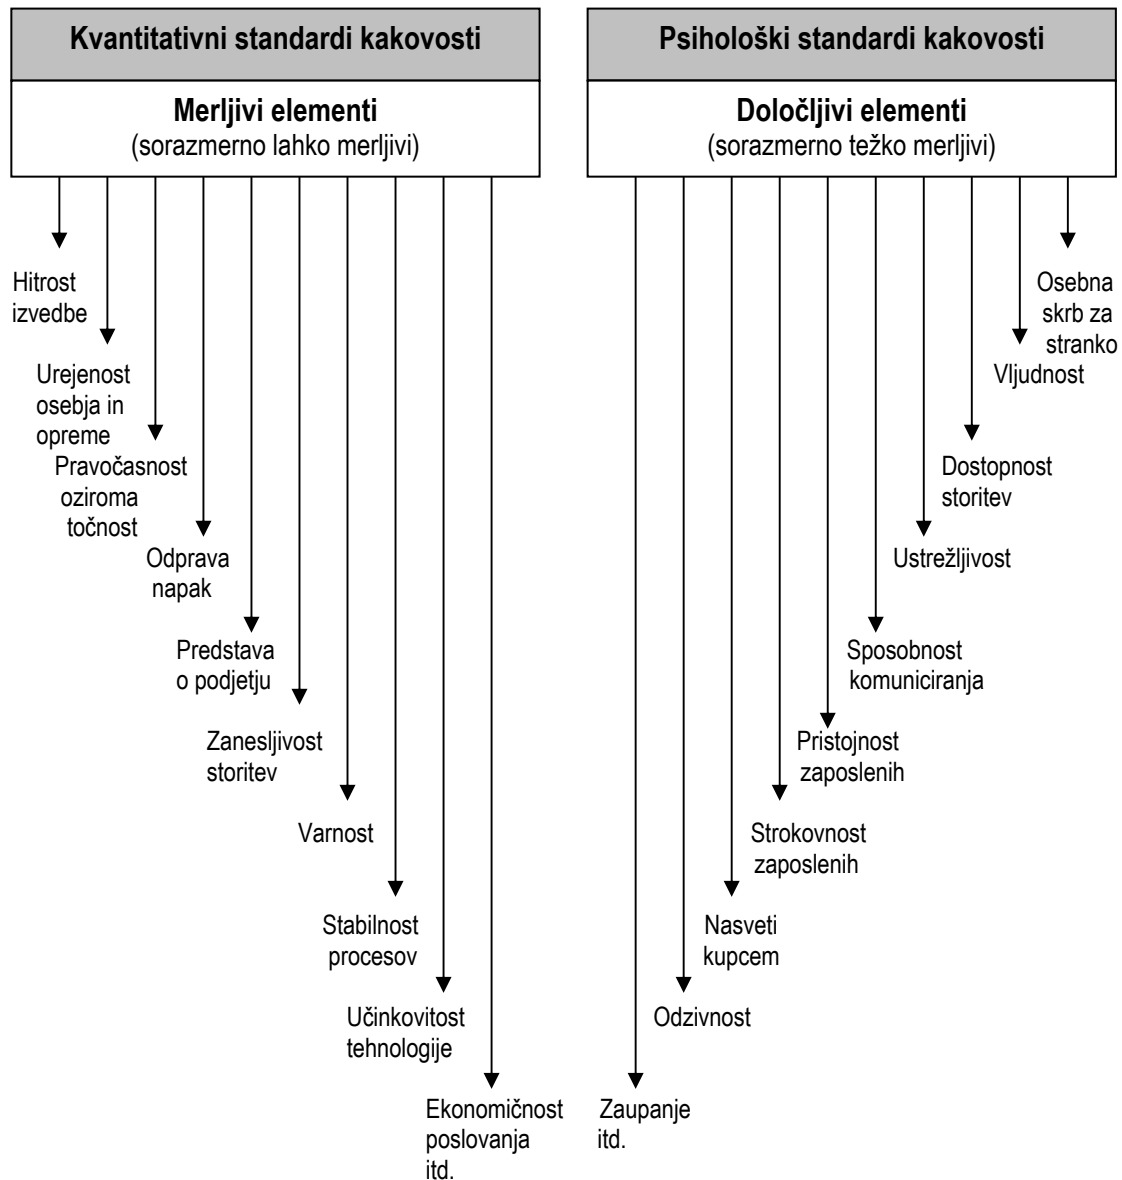 Kvantitativni standardi kakovosti
Merljivi elementi
(sorazmerno lahko merljivi)
Hitrost
izvedbe
Urejenost
osebja in
opreme
Pravočasnost
oziroma
točnost
Odprava
napak
Predstava
o podjetju
Zanesljivost
storitev
Varnost
Stabilnost
procesov
Učinkovitost
tehnologije
Ekonomičnost
poslovanja
itd.
Psihološki standardi kakovosti
Določljivi elementi
(sorazmerno težko merljivi)
Osebna
skrb za
stranko
Vljudnost
Dostopnost
storitev
Ustrežljivost
Sposobnost
komuniciranja
Pristojnost
zaposlenih
Strokovnost
zaposlenih
Nasveti
kupcem
Odzivnost
Zaupanje
itd.